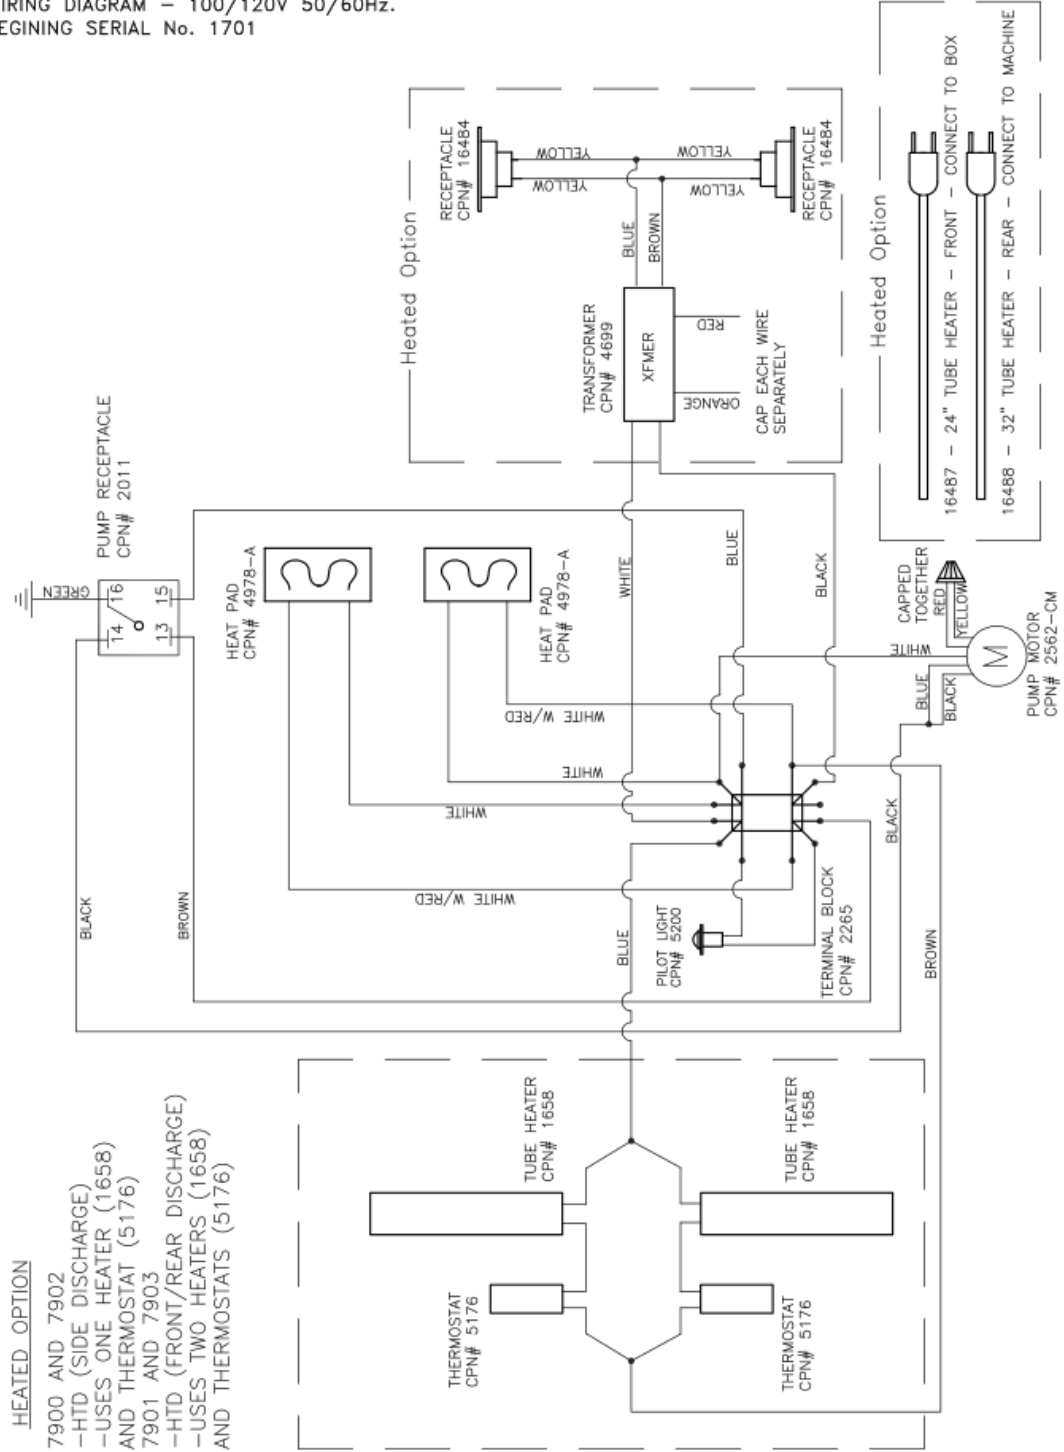 IRING DIAGRAM – 100/120V 50/60Hz.
EGINING SERIAL No. 1701
HEATED OPTION
7900 AND 7902
–HTD (SIDE DISCHARGE)
–USES ONE HEATER (1658)
AND THERMOSTAT (5176)
7901 AND 7903
–HTD (FRONT/REAR DISCHARGE)
–USES TWO HEATERS (1658)
AND THERMOSTATS (5176)
PUMP RECEPTACLE
CPN# 2011
GREEN
14
16
13
15
BLACK
BROWN
HEAT PAD
CPN# 4978–A
HEAT PAD
CPN# 4978–A
WHITE W/RED
WHITE
WHITE
WHITE W/RED
Heated Option
RECEPTACLE
CPN# 16484
YELLOW
YELLOW
YELLOW
YELLOW
RECEPTACLE
CPN# 16484
BLUE
BROWN
TRANSFORMER
CPN# 4699
XFMER
RED
ORANGE
CAP EACH WIRE
SEPARATELY
WHITE
BLUE
BLACK
Heated Option
16487 – 24" TUBE HEATER – FRONT – CONNECT TO BOX
16488 – 32" TUBE HEATER – REAR – CONNECT TO MACHINE
CAPPED
TOGETHER
RED
YELLOW
WHITE
BLUE
BLACK
M
PUMP MOTOR
CPN# 2562–CM
BLACK
BROWN
BLUE
PILOT LIGHT
CPN# 5200
TERMINAL BLOCK
CPN# 2265
TUBE HEATER
CPN# 1658
TUBE HEATER
CPN# 1658
THERMOSTAT
CPN# 5176
THERMOSTAT
CPN# 5176